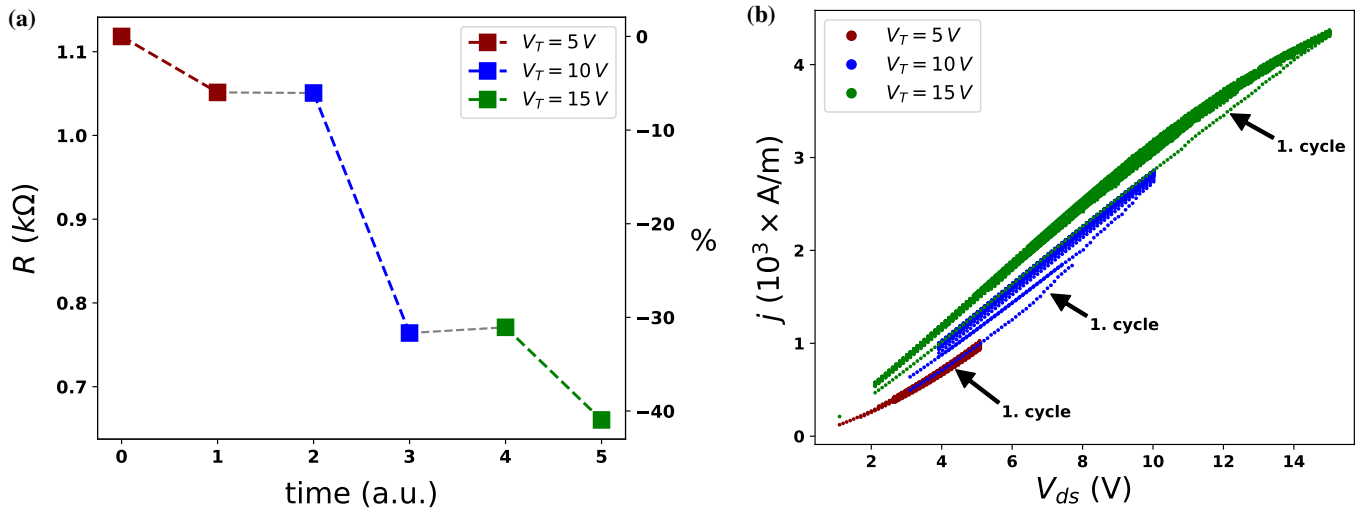 (a)
V_T = 5 V
V_T = 10 V
V_T = 15 V
R (kΩ)
1.1
1.0
0.9
0.8
0.7
0
−10
−20
−30
−40
%
0 1 2 3 4 5
time (a.u.)
(b)
V_T = 5 V
V_T = 10 V
V_T = 15 V
j (10³ × A/m)
4
3
2
1
0
1. cycle
1. cycle
1. cycle
2 4 6 8 10 12 14
V_ds (V)